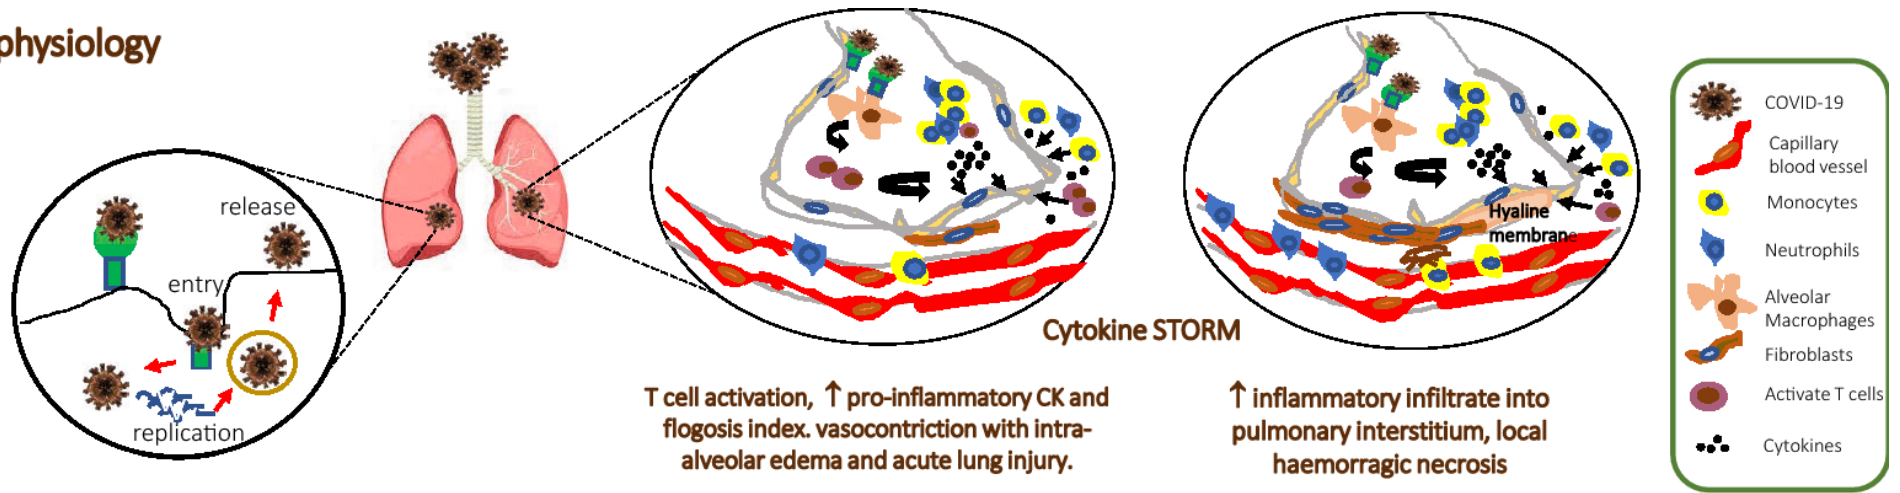 physiology
release
entry
replication
Hyaline
membrane
Cytokine STORM
T cell activation, ↑ pro-inflammatory CK and
flogosis index. vasocontriction with intra-
alveolar edema and acute lung injury.
↑ inflammatory infiltrate into
pulmonary interstitium, local
haemorragic necrosis
COVID-19
Capillary
blood vessel
Monocytes
Neutrophils
Alveolar
Macrophages
Fibroblasts
Activate T cells
Cytokines